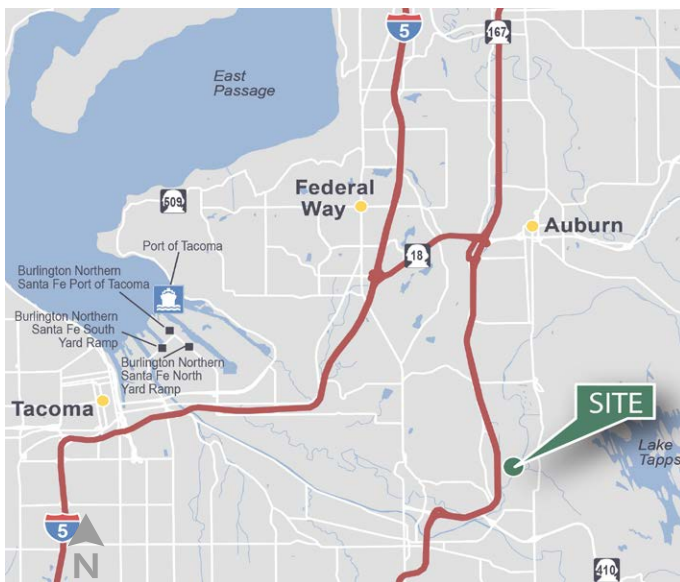 5
167
East
Passage
Federal
Way
509
Auburn
Port of Tacoma
18
Burlington Northern
Santa Fe Port of Tacoma
Burlington Northern
Santa Fe South
Yard Ramp
Burlington Northern
Santa Fe North
Yard Ramp
Tacoma
SITE
Lake
Tapps
5
N
410